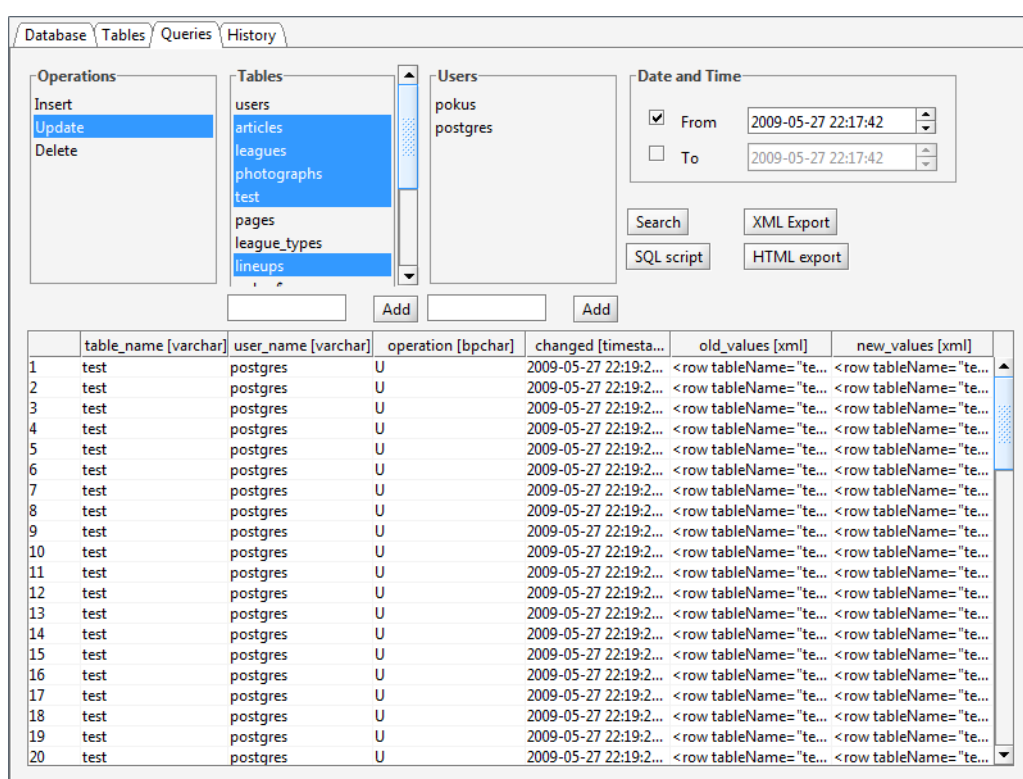 Database Tables Queries History
Operations
Insert
Update
Delete
Tables
users
articles
leagues
photographs
test
pages
league_types
lineups
Users
pokus
postgres
Date and Time
From 2009-05-27 22:17:42
To 2009-05-27 22:17:42
Search XML Export
SQL script HTML export
Add Add
table_name [varchar] user_name [varchar] operation [bpchar] changed [timesta... old_values [xml] new_values [xml]
1 test postgres U 2009-05-27 22:19:2... <row tableName="te... <row tableName="te...
2 test postgres U 2009-05-27 22:19:2... <row tableName="te... <row tableName="te...
3 test postgres U 2009-05-27 22:19:2... <row tableName="te... <row tableName="te...
4 test postgres U 2009-05-27 22:19:2... <row tableName="te... <row tableName="te...
5 test postgres U 2009-05-27 22:19:2... <row tableName="te... <row tableName="te...
6 test postgres U 2009-05-27 22:19:2... <row tableName="te... <row tableName="te...
7 test postgres U 2009-05-27 22:19:2... <row tableName="te... <row tableName="te...
8 test postgres U 2009-05-27 22:19:2... <row tableName="te... <row tableName="te...
9 test postgres U 2009-05-27 22:19:2... <row tableName="te... <row tableName="te...
10 test postgres U 2009-05-27 22:19:2... <row tableName="te... <row tableName="te...
11 test postgres U 2009-05-27 22:19:2... <row tableName="te... <row tableName="te...
12 test postgres U 2009-05-27 22:19:2... <row tableName="te... <row tableName="te...
13 test postgres U 2009-05-27 22:19:2... <row tableName="te... <row tableName="te...
14 test postgres U 2009-05-27 22:19:2... <row tableName="te... <row tableName="te...
15 test postgres U 2009-05-27 22:19:2... <row tableName="te... <row tableName="te...
16 test postgres U 2009-05-27 22:19:2... <row tableName="te... <row tableName="te...
17 test postgres U 2009-05-27 22:19:2... <row tableName="te... <row tableName="te...
18 test postgres U 2009-05-27 22:19:2... <row tableName="te... <row tableName="te...
19 test postgres U 2009-05-27 22:19:2... <row tableName="te... <row tableName="te...
20 test postgres U 2009-05-27 22:19:2... <row tableName="te... <row tableName="te...